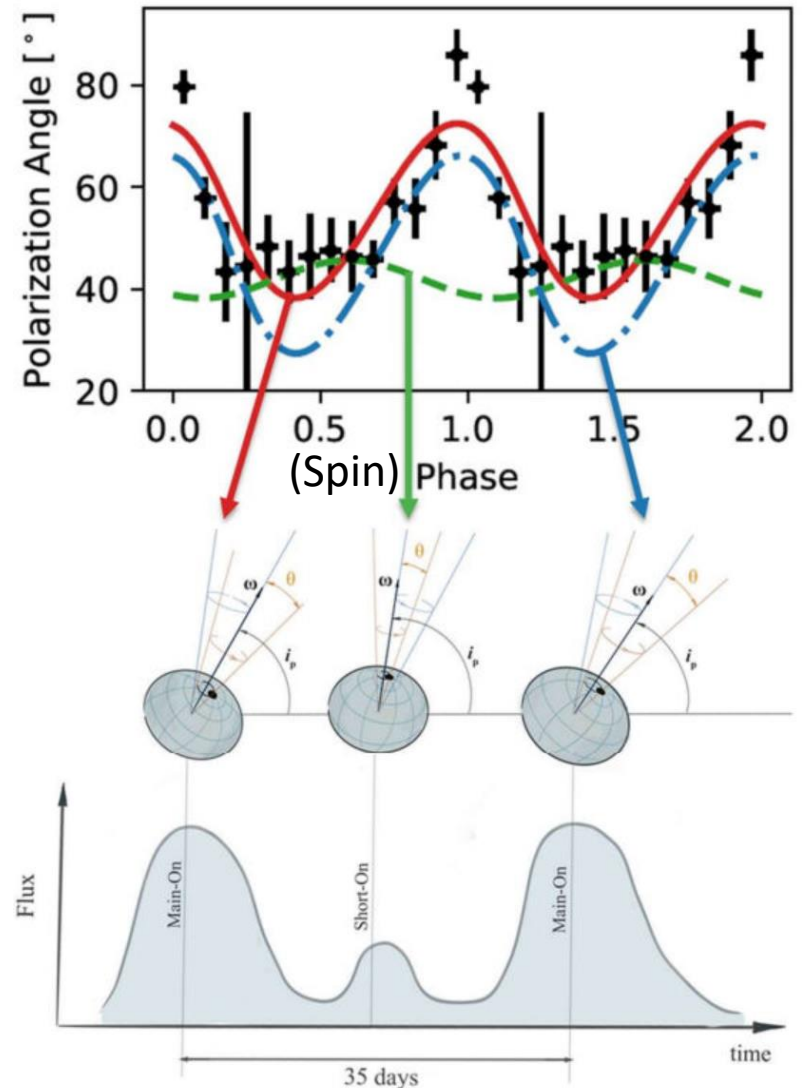 Polarization Angle [°]
80
60
40
20
0.0 0.5 1.0 1.5 2.0
(Spin) Phase
ω θ
i_p
ω θ
i_p
ω θ
i_p
Flux
Main-On
Short-On
Main-On
time
35 days